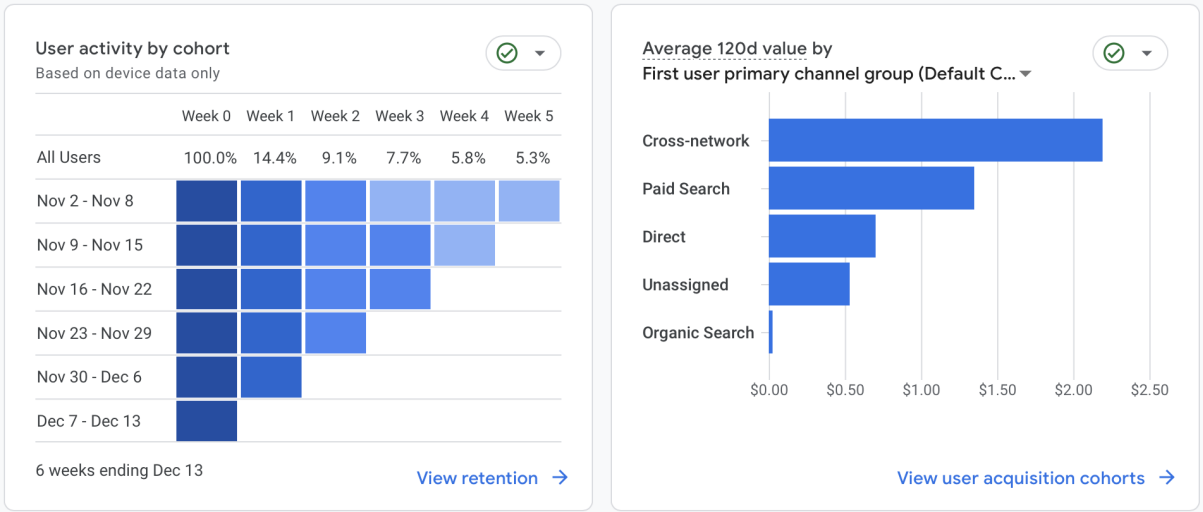 User activity by cohort
Based on device data only
Week 0 Week 1 Week 2 Week 3 Week 4 Week 5
All Users 100.0% 14.4% 9.1% 7.7% 5.8% 5.3%
Nov 2 - Nov 8
Nov 9 - Nov 15
Nov 16 - Nov 22
Nov 23 - Nov 29
Nov 30 - Dec 6
Dec 7 - Dec 13
6 weeks ending Dec 13
View retention
Average 120d value by
First user primary channel group (Default C...
Cross-network
Paid Search
Direct
Unassigned
Organic Search
$0.00 $0.50 $1.00 $1.50 $2.00 $2.50
View user acquisition cohorts